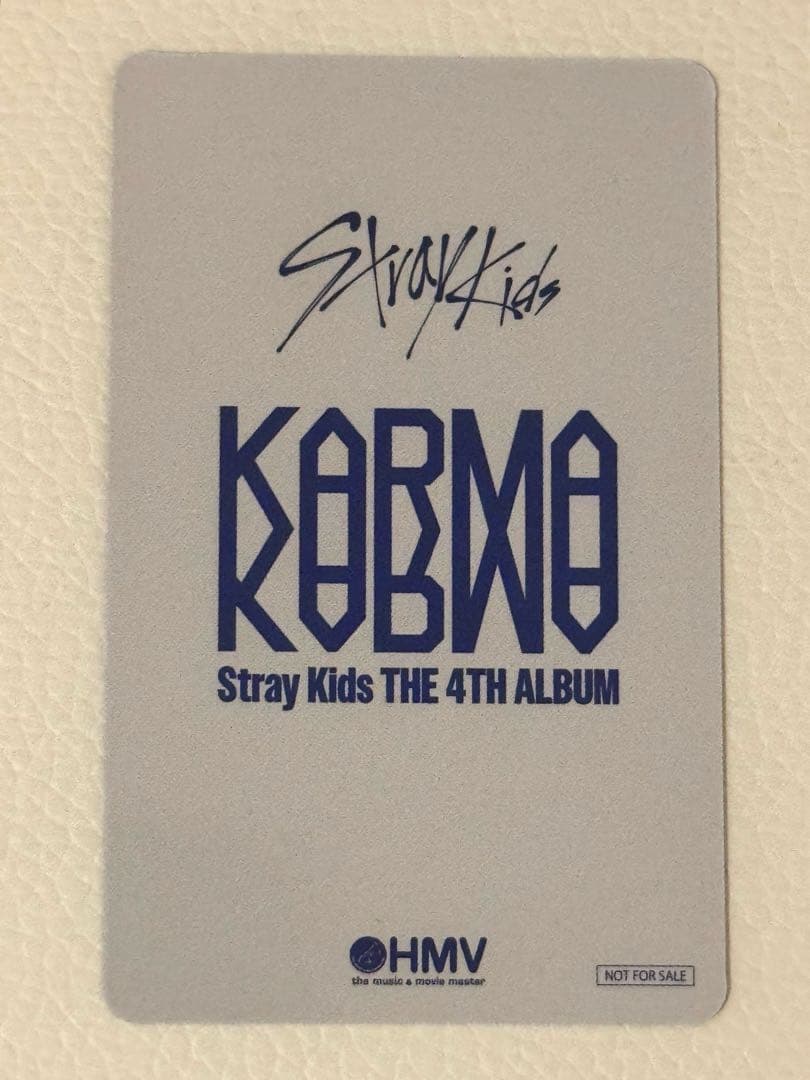 Stray Kids
KARMA
Stray Kids THE 4TH ALBUM
HMV
the music & movie master
NOT FOR SALE